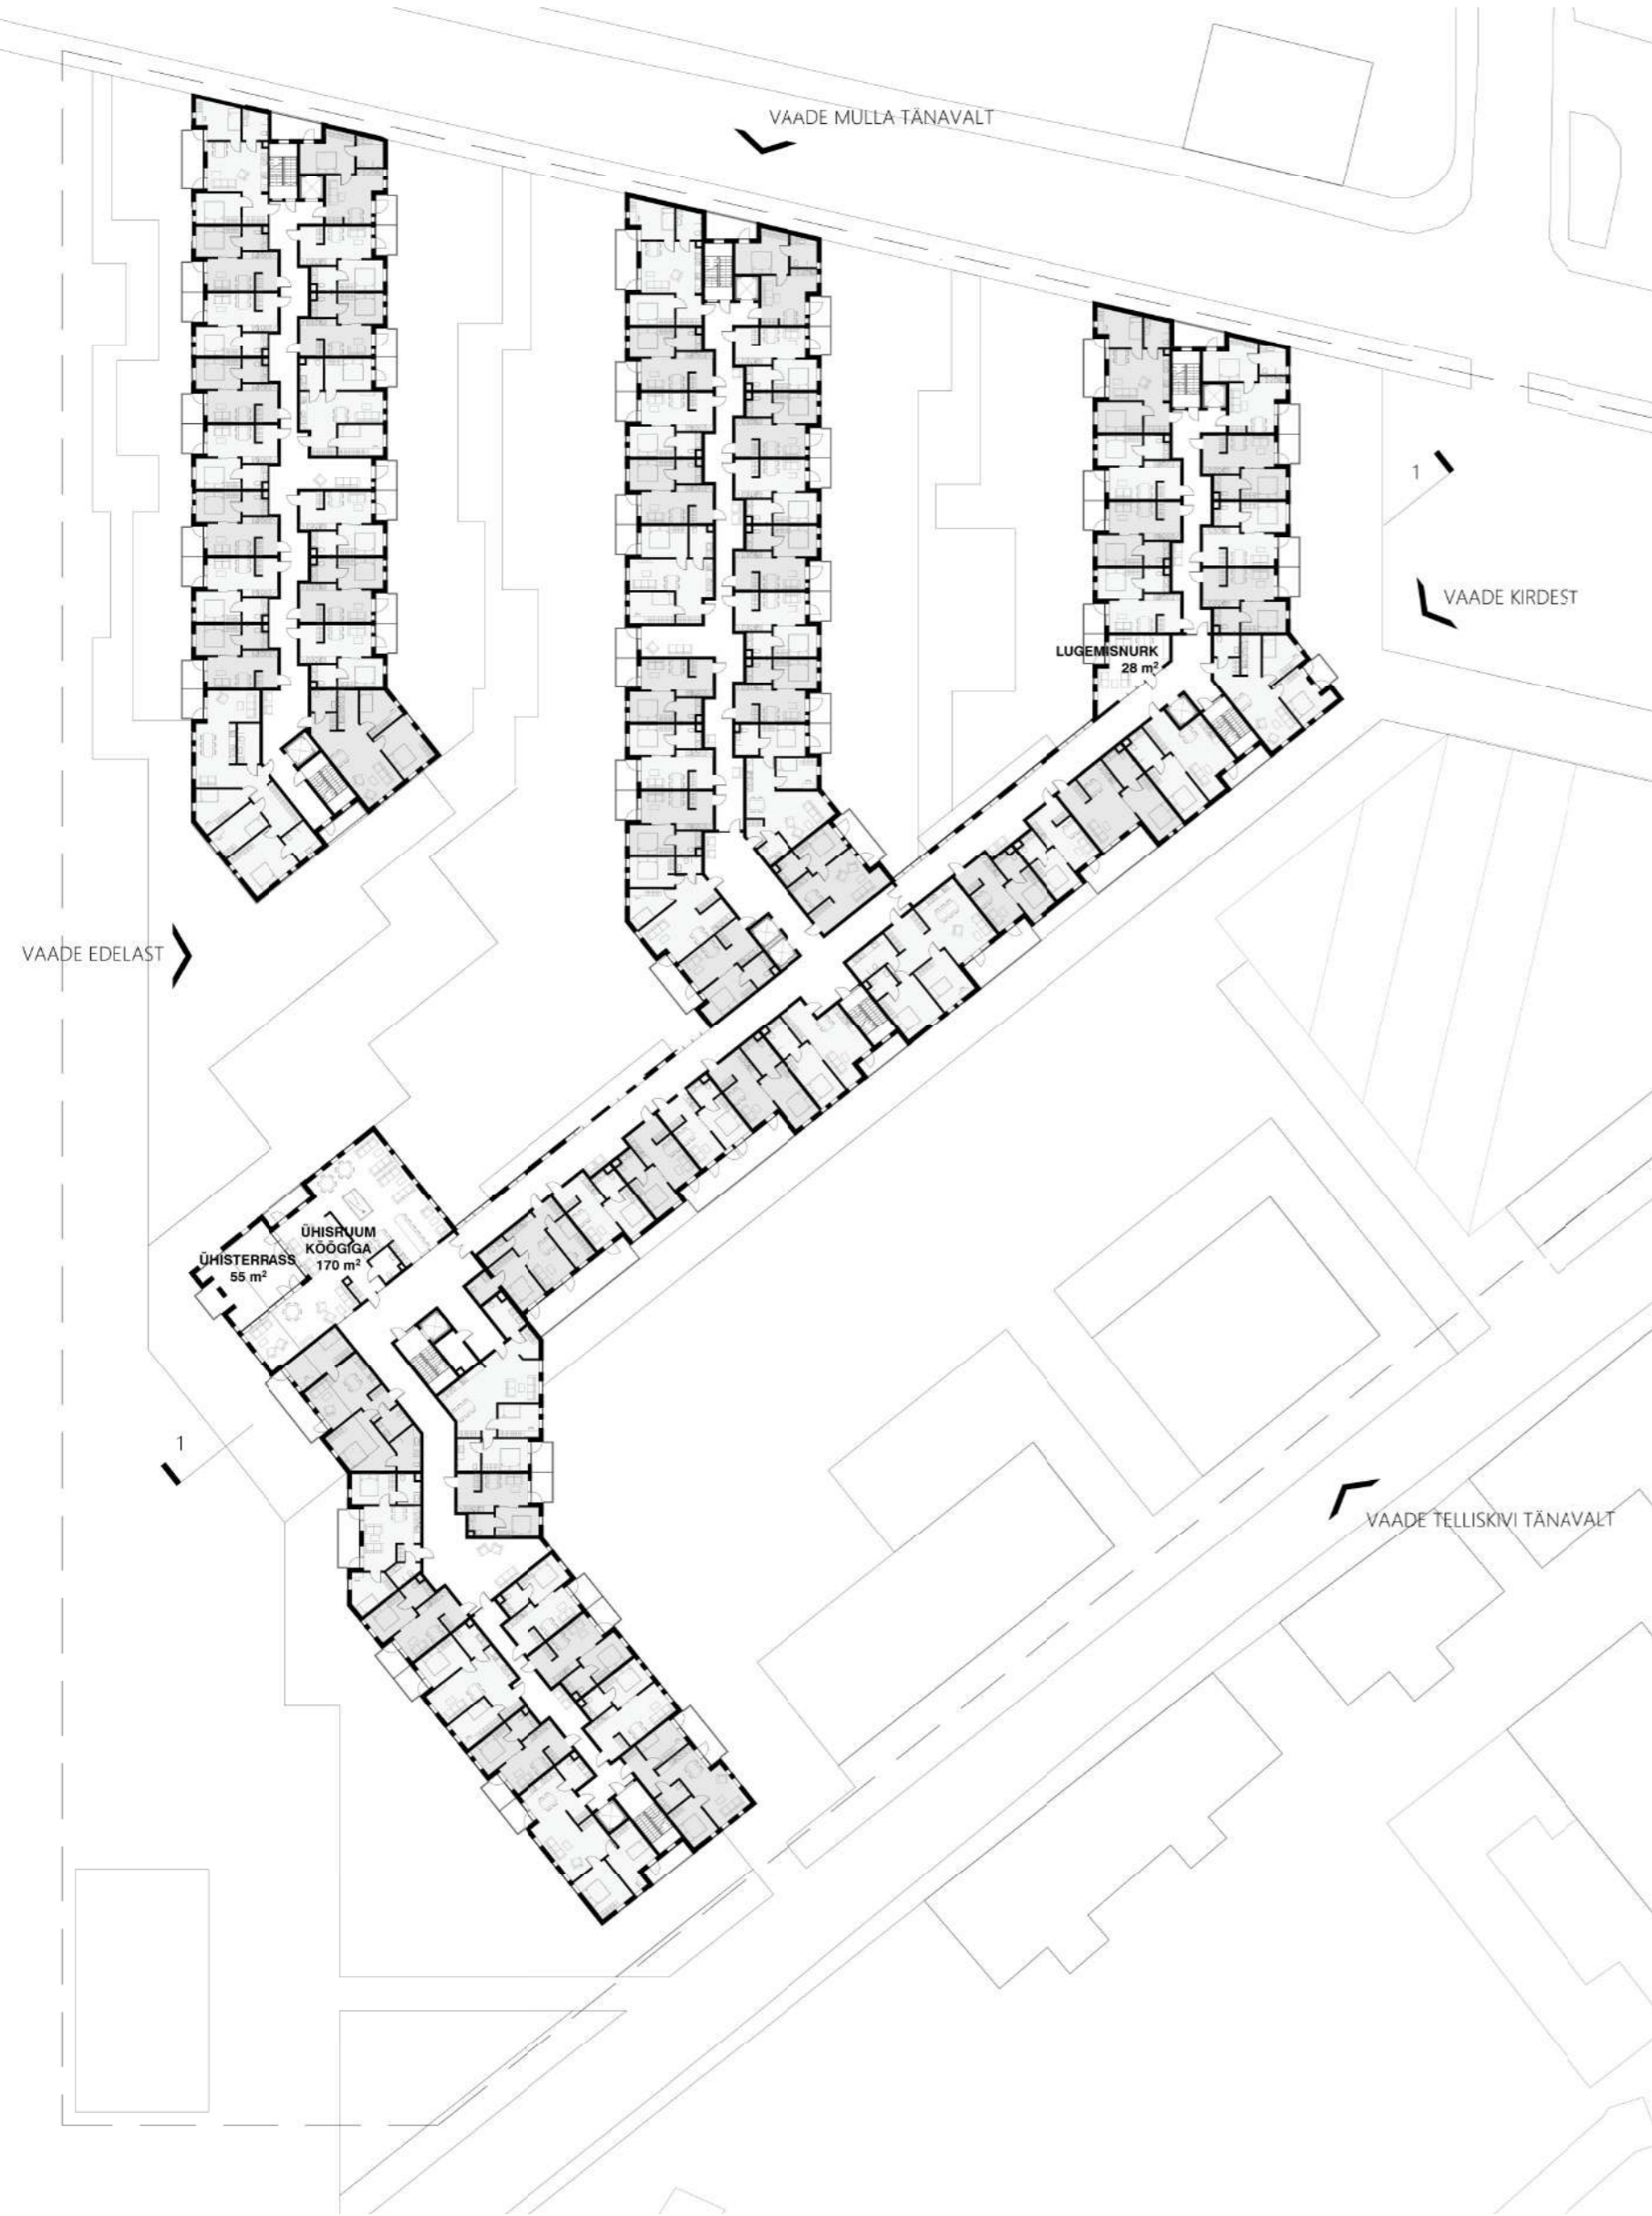 VAADE MULLA TÄNAVALT
1
VAADE KIRDEST
LUGEMISNURK
28 m²
VAADE EDELAST
ÜHISRUUM
KÖÖGIGA
170 m²
ÜHISTERRASS
55 m²
1
VAADE TELLISKIVI TÄNAVALT